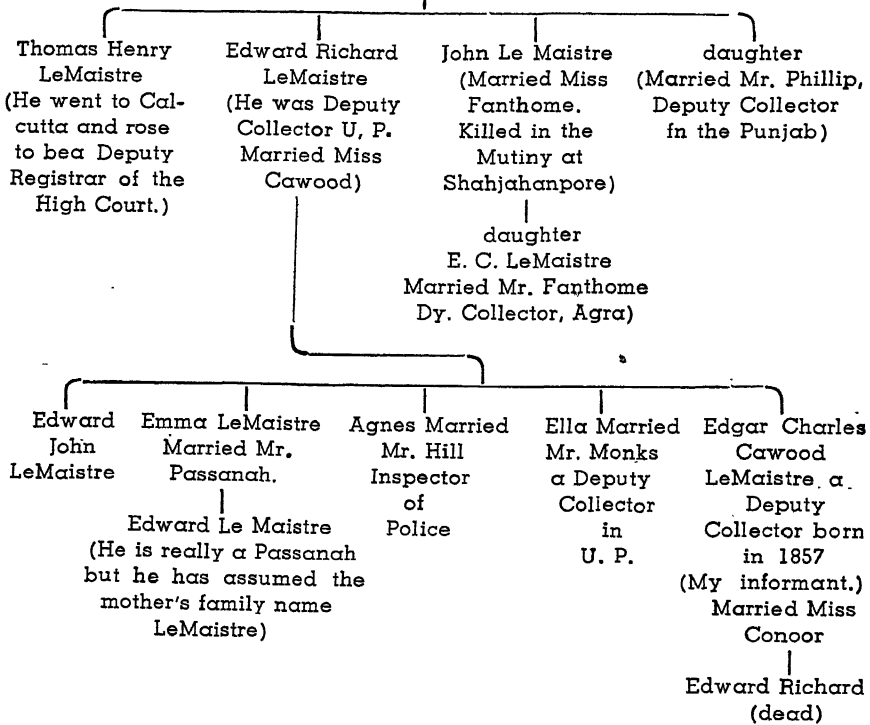 Thomas Henry
LeMaistre
(He went to Cal-
cutta and rose
to bea Deputy
Registrar of the
High Court.)
Edward Richard
LeMaistre
(He was Deputy
Collector U, P.
Married Miss
Cawood)
John Le Maistre
(Married Miss
Fanthome.
Killed in the
Mutiny at
Shahjahanpore)
daughter
(Married Mr. Phillip,
Deputy Collector
fn the Punjab)
daughter
E. C. LeMaistre
Married Mr. Fanthome
Dy. Collector, Agra)
Edward
John
LeMaistre
Emma LeMaistre
Married Mr.
Passanah.
Edward Le Maistre
(He is really a Passanah
but he has assumed the
mother's family name
LeMaistre)
Agnes Married
Mr. Hill
Inspector
of
Police
Ella Married
Mr. Monks
a Deputy
Collector
in
U. P.
Edgar Charles
Cawood
LeMaistre a
Deputy
Collector born
in 1857
(My informant.)
Married Miss
Conoor
Edward Richard
(dead)